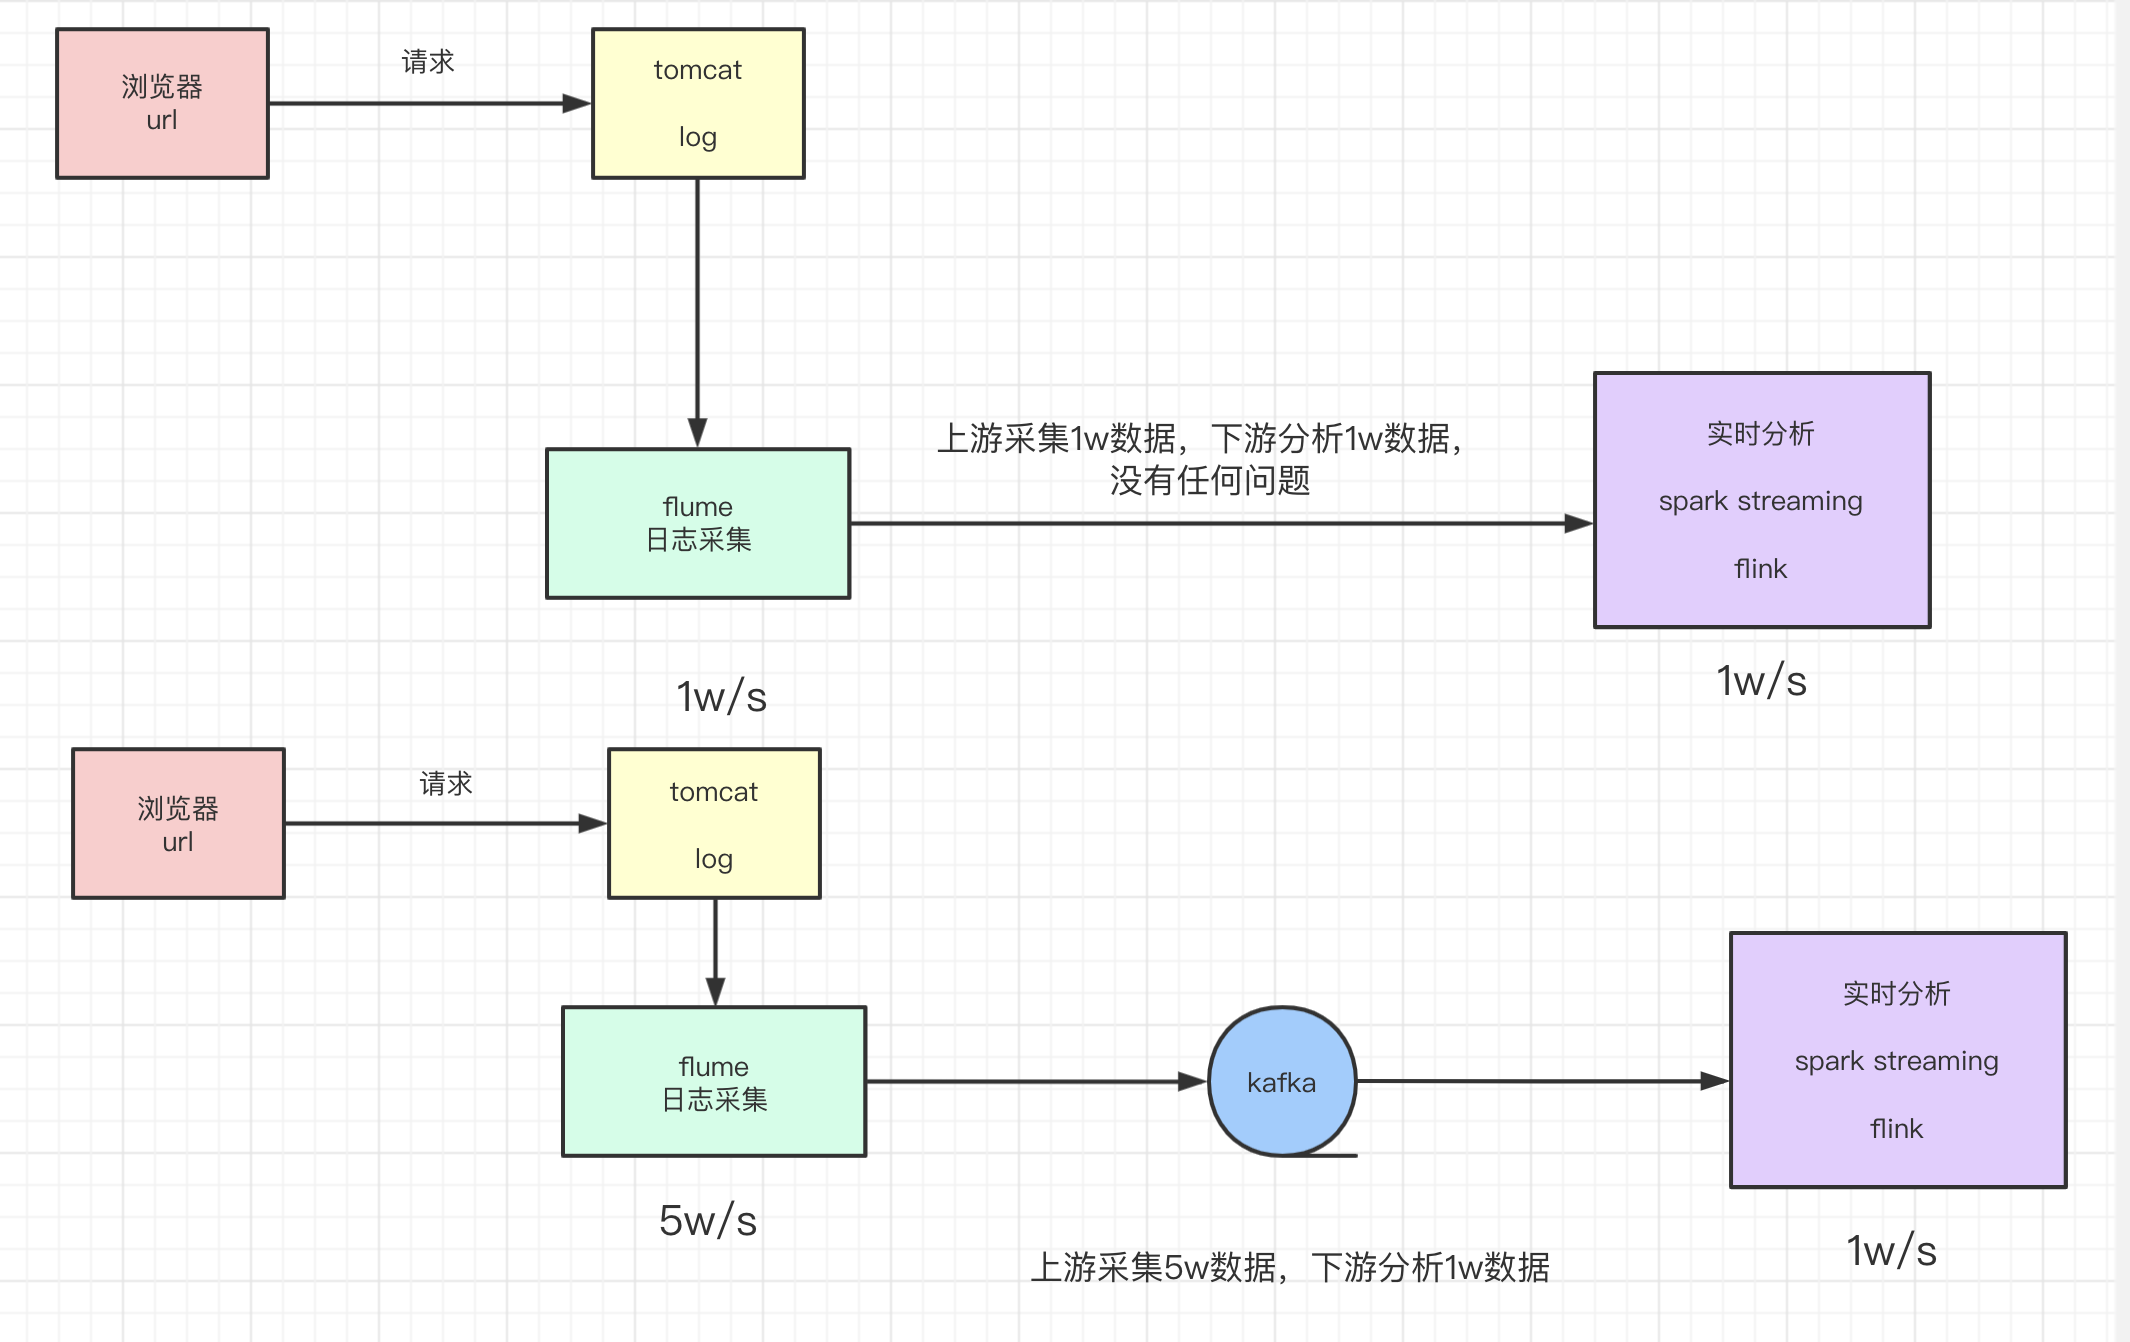 浏览器
url
请求
tomcat
log
flume
日志采集
上游采集1w数据，下游分析1w数据，
没有任何问题
实时分析
spark streaming
flink
1w/s
1w/s
浏览器
url
请求
tomcat
log
flume
日志采集
kafka
实时分析
spark streaming
flink
5w/s
上游采集5w数据，下游分析1w数据
1w/s